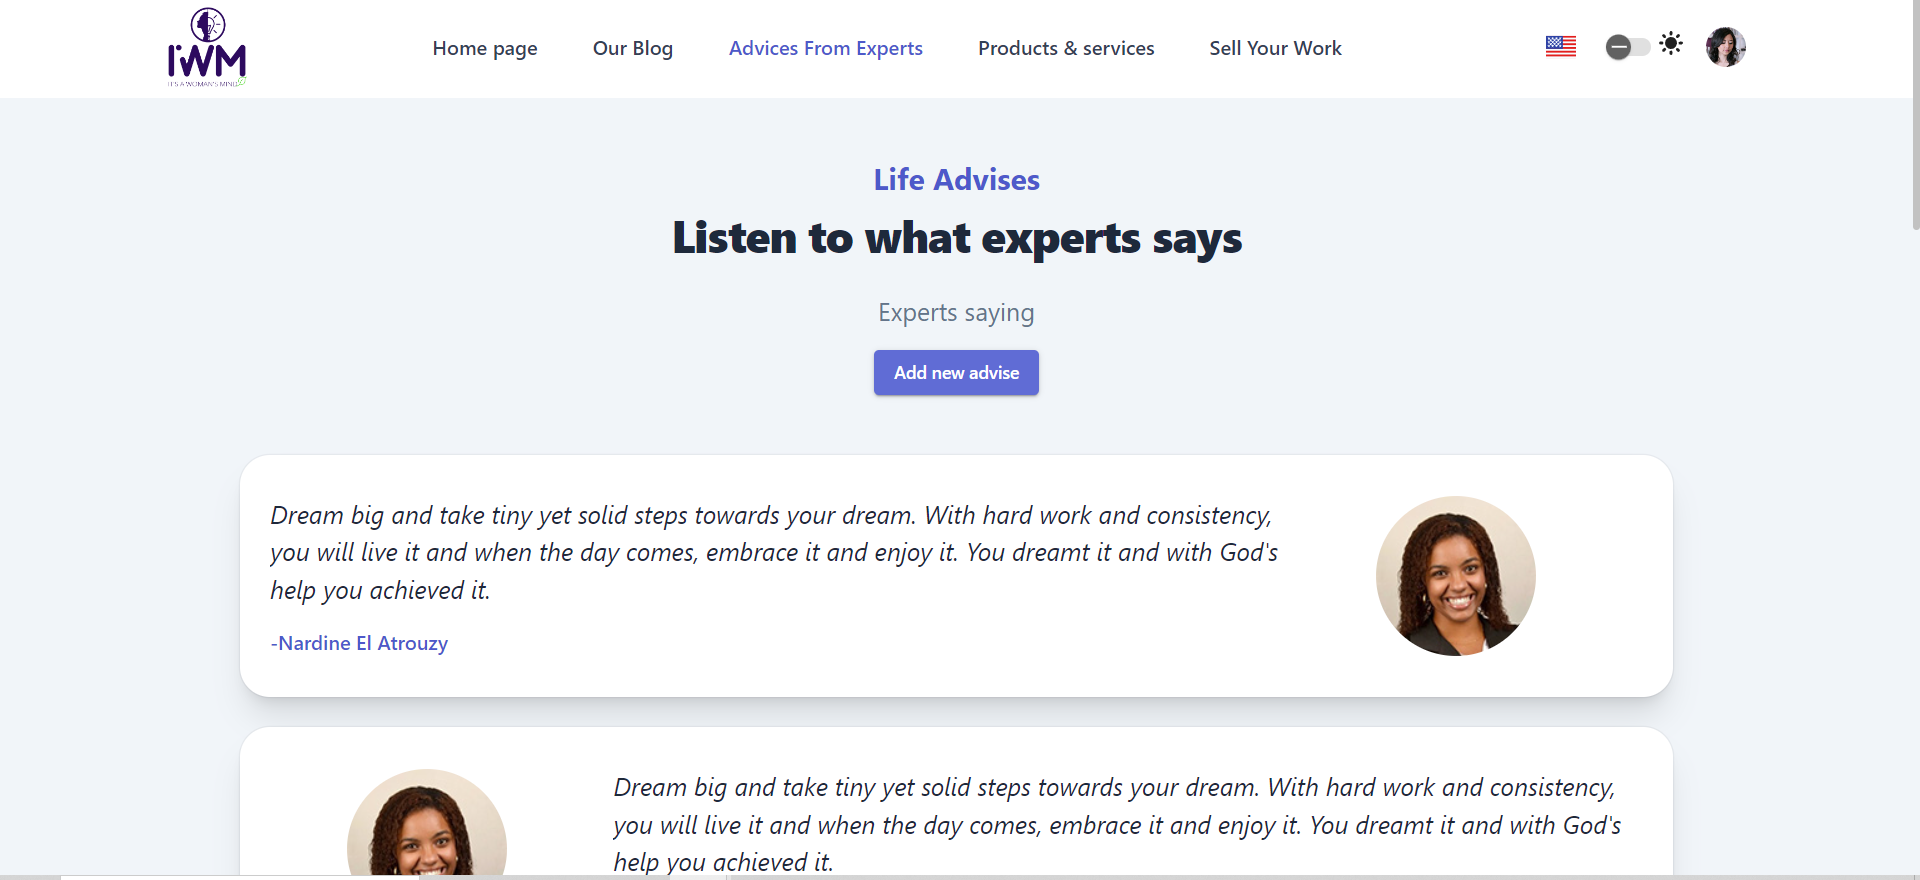 IWM
IT'S A WOMAN'S MIND
Home page
Our Blog
Advices From Experts
Products & services
Sell Your Work
Life Advises
Listen to what experts says
Experts saying
Add new advise
Dream big and take tiny yet solid steps towards your dream. With hard work and consistency,
you will live it and when the day comes, embrace it and enjoy it. You dreamt it and with God's
help you achieved it.
-Nardine El Atrouzy
Dream big and take tiny yet solid steps towards your dream. With hard work and consistency,
you will live it and when the day comes, embrace it and enjoy it. You dreamt it and with God's
help you achieved it.